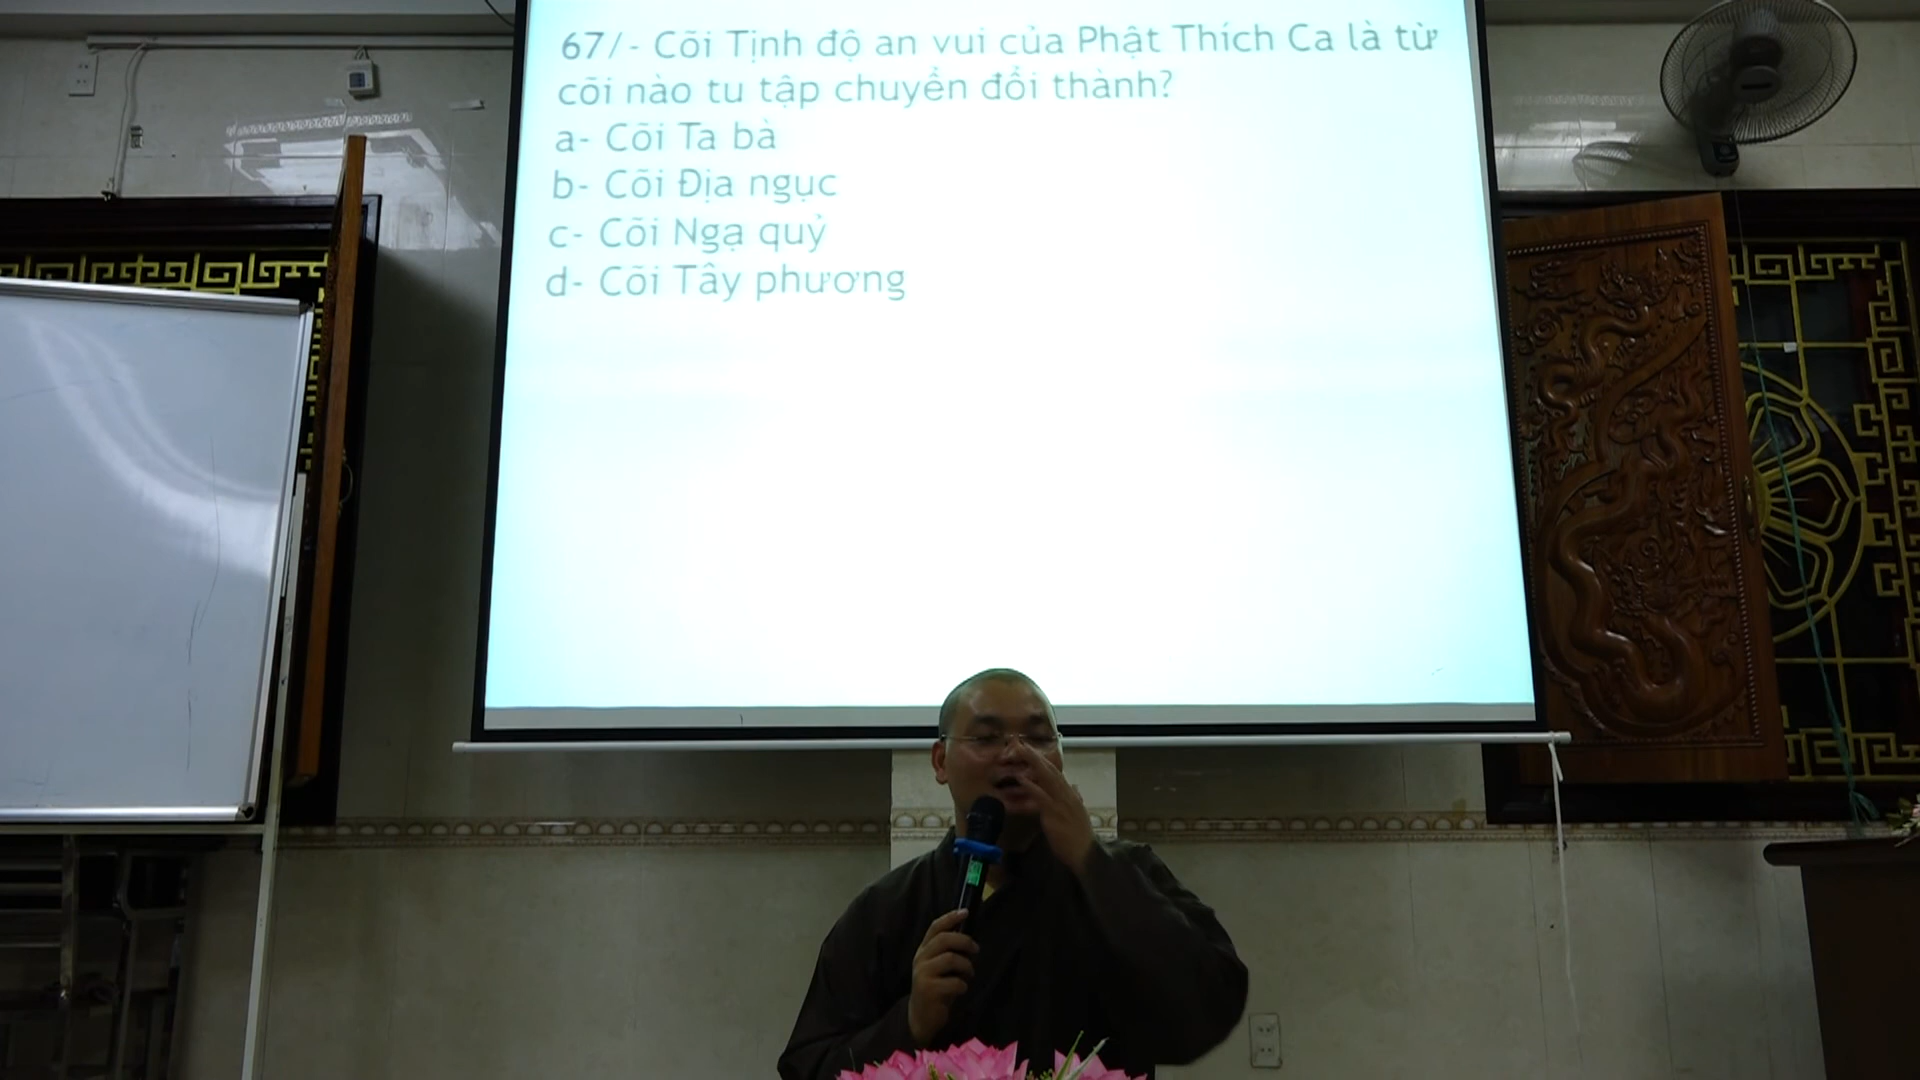 67/- Cõi Tịnh độ an vui của Phật Thích Ca là từ
cõi nào tu tập chuyển đổi thành?
a- Cõi Ta bà
b- Cõi Địa ngục
c- Cõi Ngạ quỷ
d- Cõi Tây phương